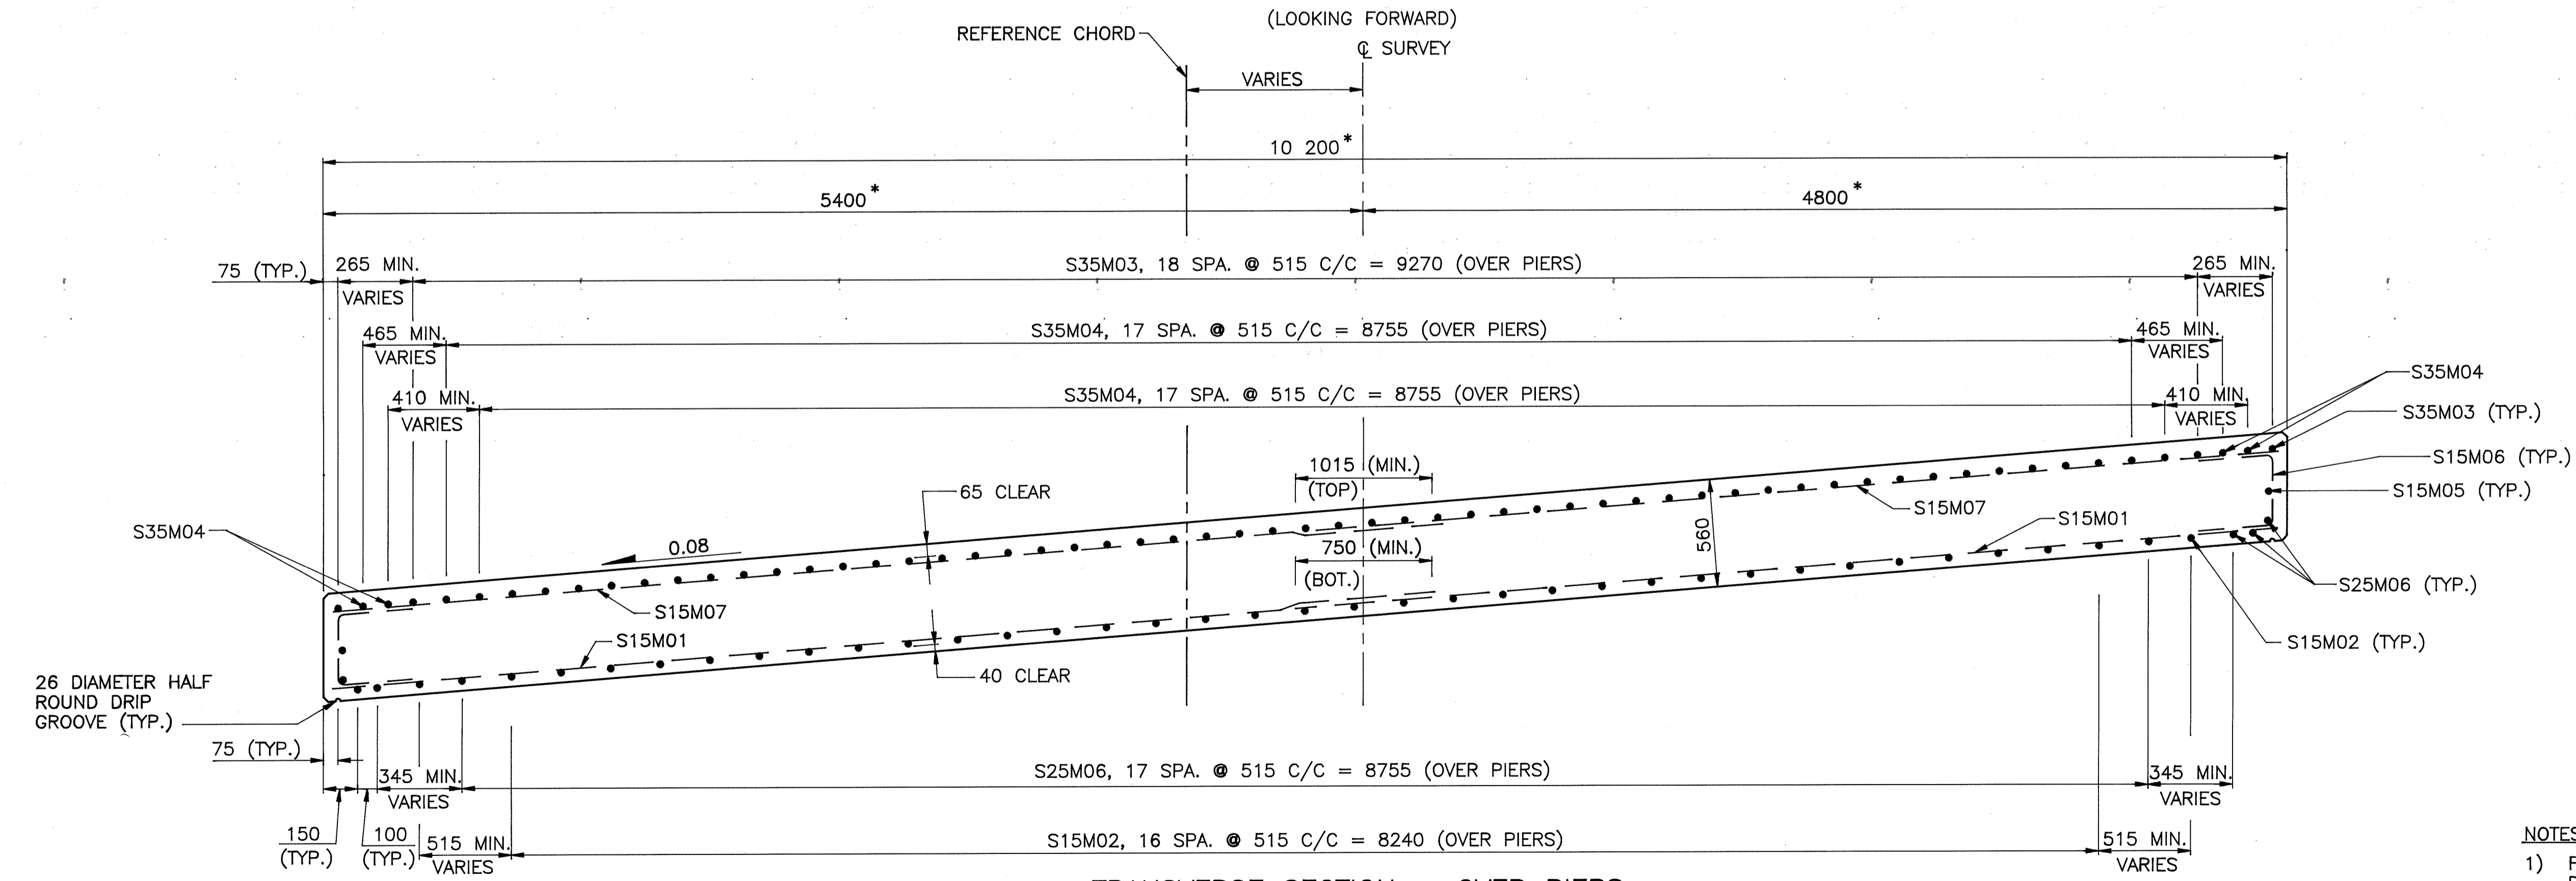 (LOOKING FORWARD)
REFERENCE CHORD
℄ SURVEY
VARIES
10 200*
5400*
4800*
75 (TYP.)
265 MIN.
VARIES
S35M03, 18 SPA. @ 515 C/C = 9270 (OVER PIERS)
265 MIN.
VARIES
465 MIN.
VARIES
S35M04, 17 SPA. @ 515 C/C = 8755 (OVER PIERS)
465 MIN.
VARIES
410 MIN.
VARIES
S35M04, 17 SPA. @ 515 C/C = 8755 (OVER PIERS)
410 MIN.
VARIES
S35M04
S35M03 (TYP.)
S15M06 (TYP.)
S15M05 (TYP.)
1015 (MIN.)
(TOP)
65 CLEAR
S15M07
S15M01
560
S35M04
0.08
750 (MIN.)
(BOT.)
S25M06 (TYP.)
S15M07
S15M01
S15M02 (TYP.)
40 CLEAR
26 DIAMETER HALF
ROUND DRIP
GROOVE (TYP.)
75 (TYP.)
345 MIN.
VARIES
S25M06, 17 SPA. @ 515 C/C = 8755 (OVER PIERS)
345 MIN.
VARIES
150
(TYP.)
100
(TYP.)
515 MIN.
VARIES
S15M02, 16 SPA. @ 515 C/C = 8240 (OVER PIERS)
515 MIN.
VARIES
TRANSVERSE SECTION - OVER PIERS
NOTES
1)